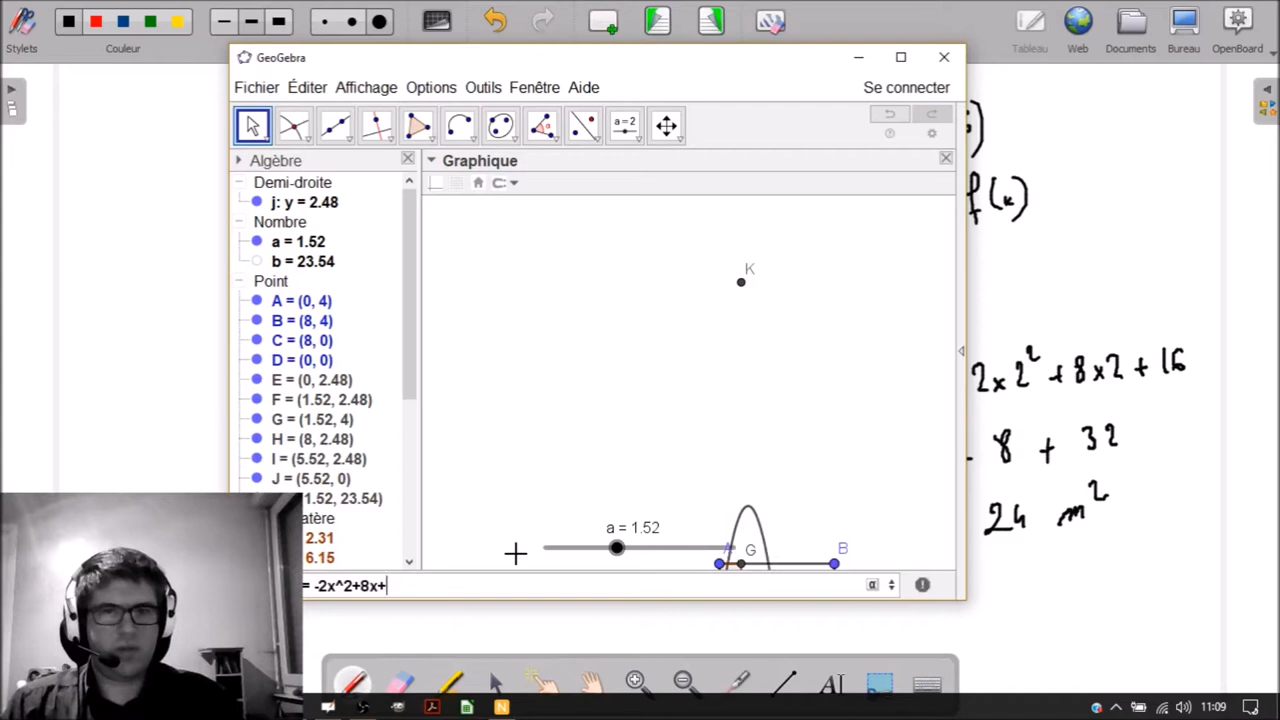 Stylets
Couleur
Tableau
Web
Documents
Bureau
OpenBoard
GeoGebra
Fichier Éditer Affichage Options Outils Fenêtre Aide
Se connecter
a = 2
Algèbre
Graphique
Demi-droite
j: y = 2.48
Nombre
a = 1.52
b = 23.54
Point
A = (0, 4)
B = (8, 4)
C = (8, 0)
D = (0, 0)
E = (0, 2.48)
F = (1.52, 2.48)
G = (1.52, 4)
H = (8, 2.48)
I = (5.52, 2.48)
J = (5.52, 0)
1.52, 23.54)
2.31
6.15
K
a = 1.52
A
G
B
= -2x^2+8x+
α
f(x)
2x2² + 8x2 + 16
- 8 + 32
24 m²
11:09